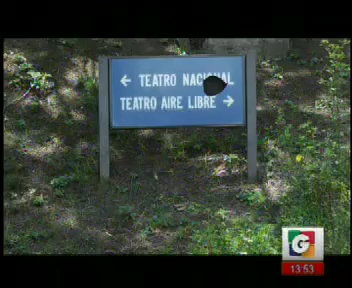 ← TEATRO NACIONAL
TEATRO AIRE LIBRE →
G
13:53